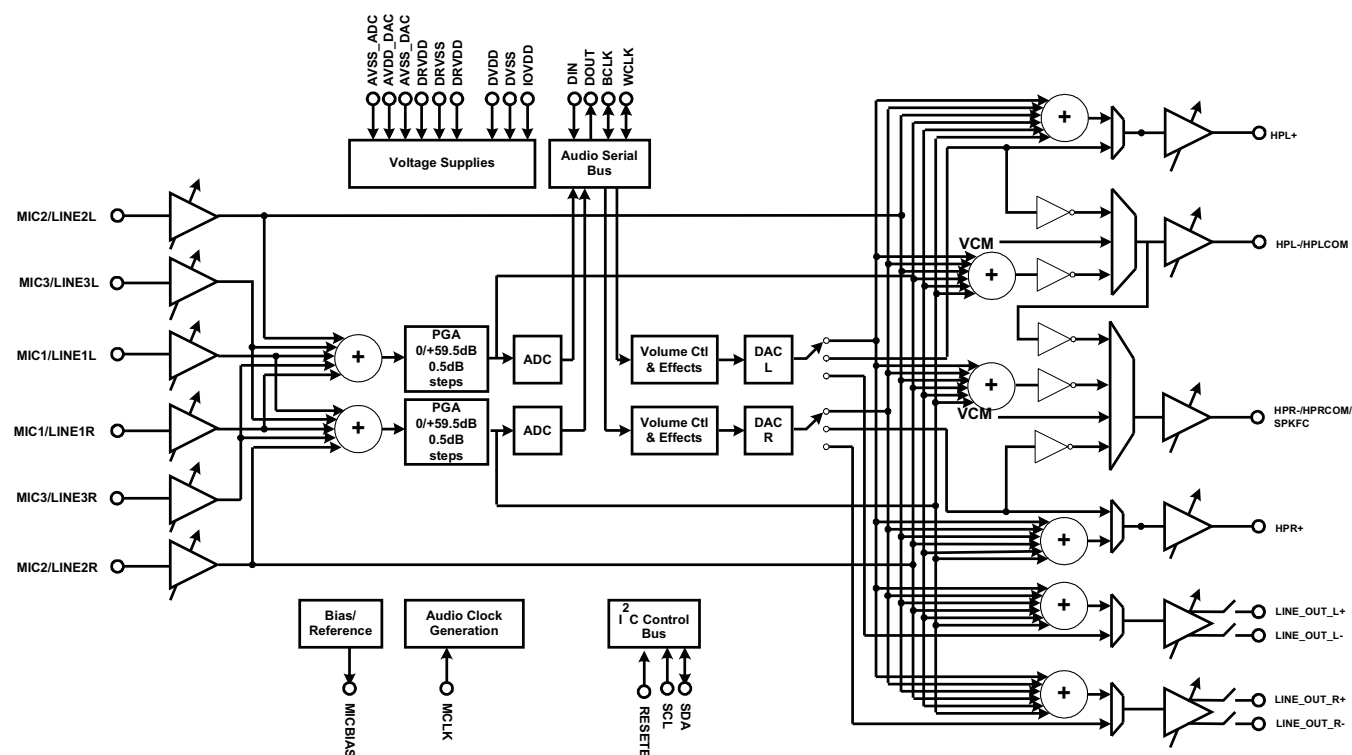 AVSS_ADC
AVDD_DAC
AVSS_DAC
DRVDD
DRVSS
DRVDD
DVDD
DVSS
IOVDD
DIN
DOUT
BCLK
WCLK
Voltage Supplies
Audio Serial
Bus
+
HPL+
MIC2/LINE2L
VCM
HPL-/HPLCOM
+
MIC3/LINE3L
MIC1/LINE1L
+
PGA
0/+59.5dB
0.5dB
steps
ADC
Volume Ctl
& Effects
DAC
L
+
VCM
HPR-/HPRCOM/
SPKFC
MIC1/LINE1R
+
PGA
0/+59.5dB
0.5dB
steps
ADC
Volume Ctl
& Effects
DAC
R
MIC3/LINE3R
+
HPR+
MIC2/LINE2R
Bias/
Reference
Audio Clock
Generation
I2C Control
Bus
+
LINE_OUT_L+
LINE_OUT_L-
+
LINE_OUT_R+
LINE_OUT_R-
MICBIAS
MCLK
RESETB
SCL
SDA